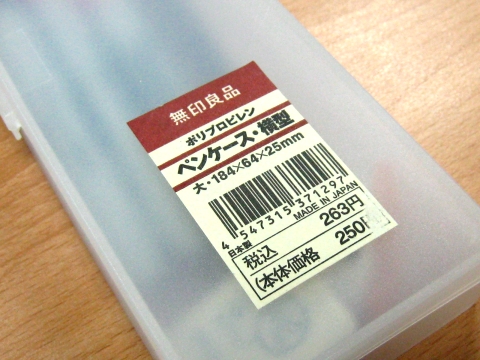 無印良品
ポリプロピレン
ペンケース・横型
大・184×64×25mm
4 547315 371297
日本製 MADE IN JAPAN
税込 263円
(本体価格 250円